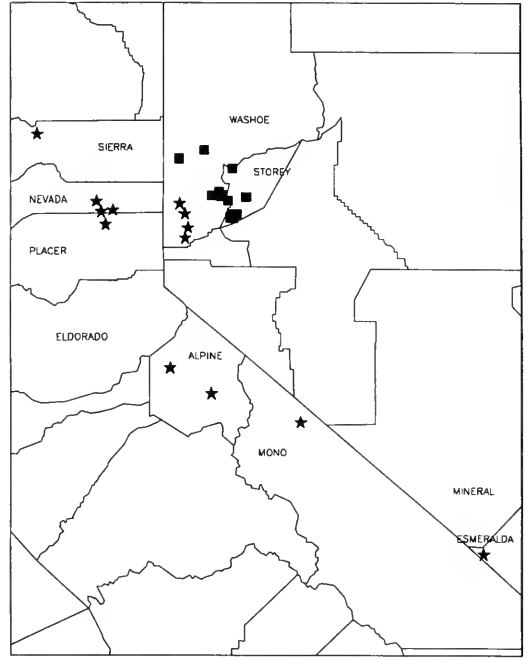 WASHOE
SIERRA
STOREY
NEVADA
PLACER
ELDORADO
ALPINE
MONO
MINERAL
ESMERALDA